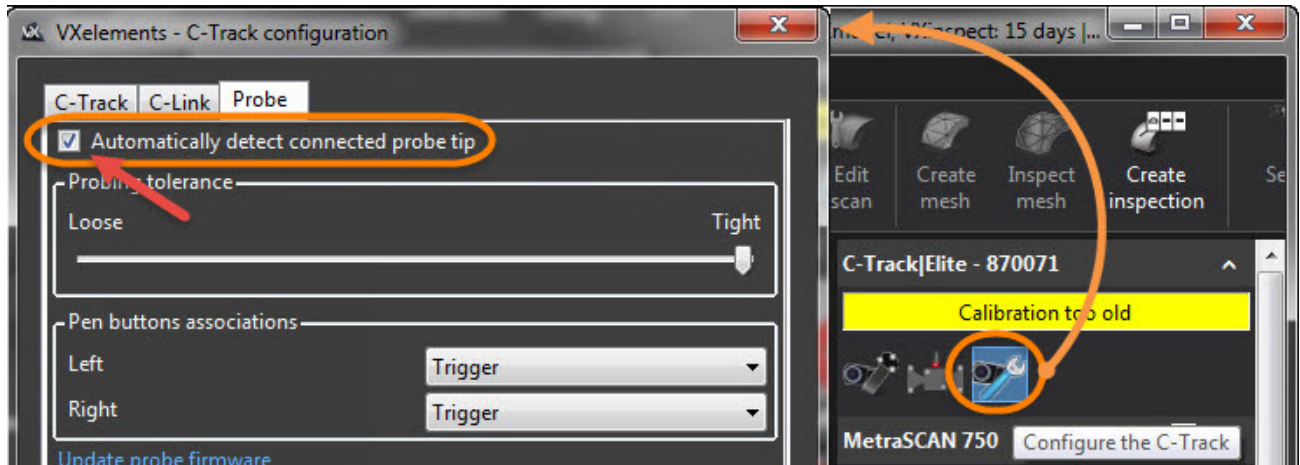 VXelements - C-Track configuration
C-Track C-Link Probe
Automatically detect connected probe tip
Probing tolerance
Loose Tight
Pen buttons associations
Left Trigger
Right Trigger
Update probe firmware
VXinspect: 15 days |...
Edit scan
Create mesh
Inspect mesh
Create inspection
Se
C-Track|Elite - 870071
Calibration too old
MetraSCAN 750
Configure the C-Track